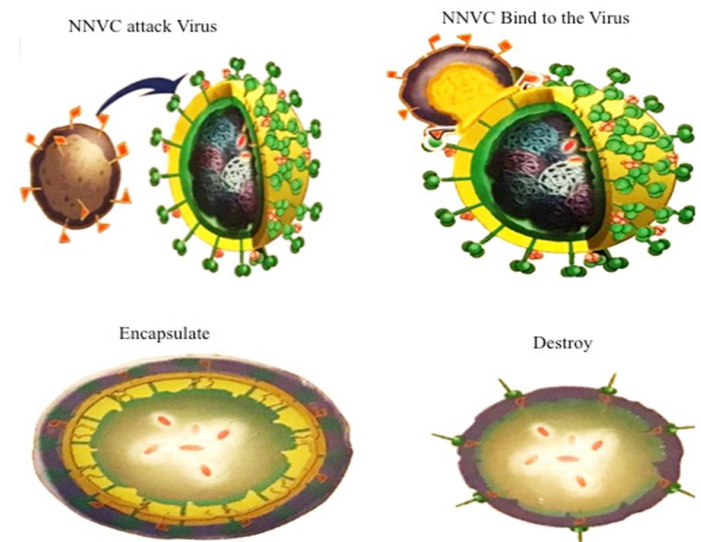 NNVC attack Virus
NNVC Bind to the Virus
Encapsulate
Destroy